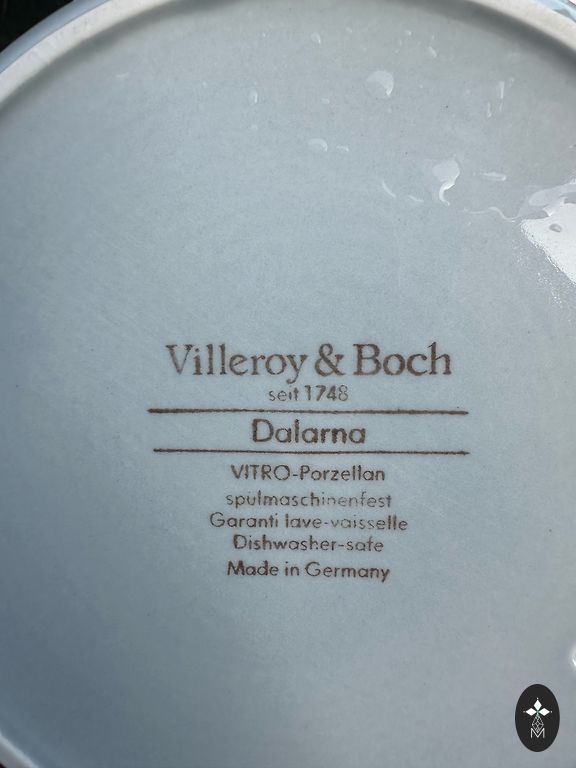 Villeroy & Boch
seit 1748
Dalarna
VITRO-Porzellan
spülmaschinenfest
Garanti lave-vaisselle
Dishwasher-safe
Made in Germany
M